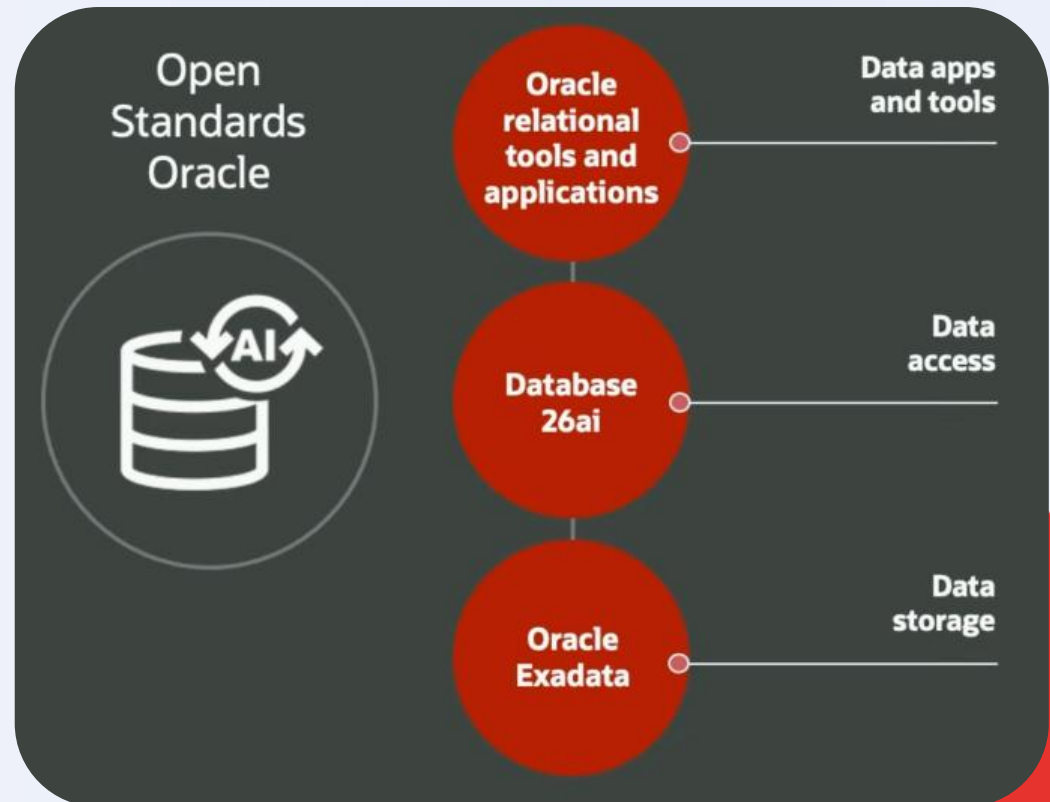 Open
Standards
Oracle
AI
Oracle
relational
tools and
applications
Data apps
and tools
Database
26ai
Data
access
Oracle
Exadata
Data
storage